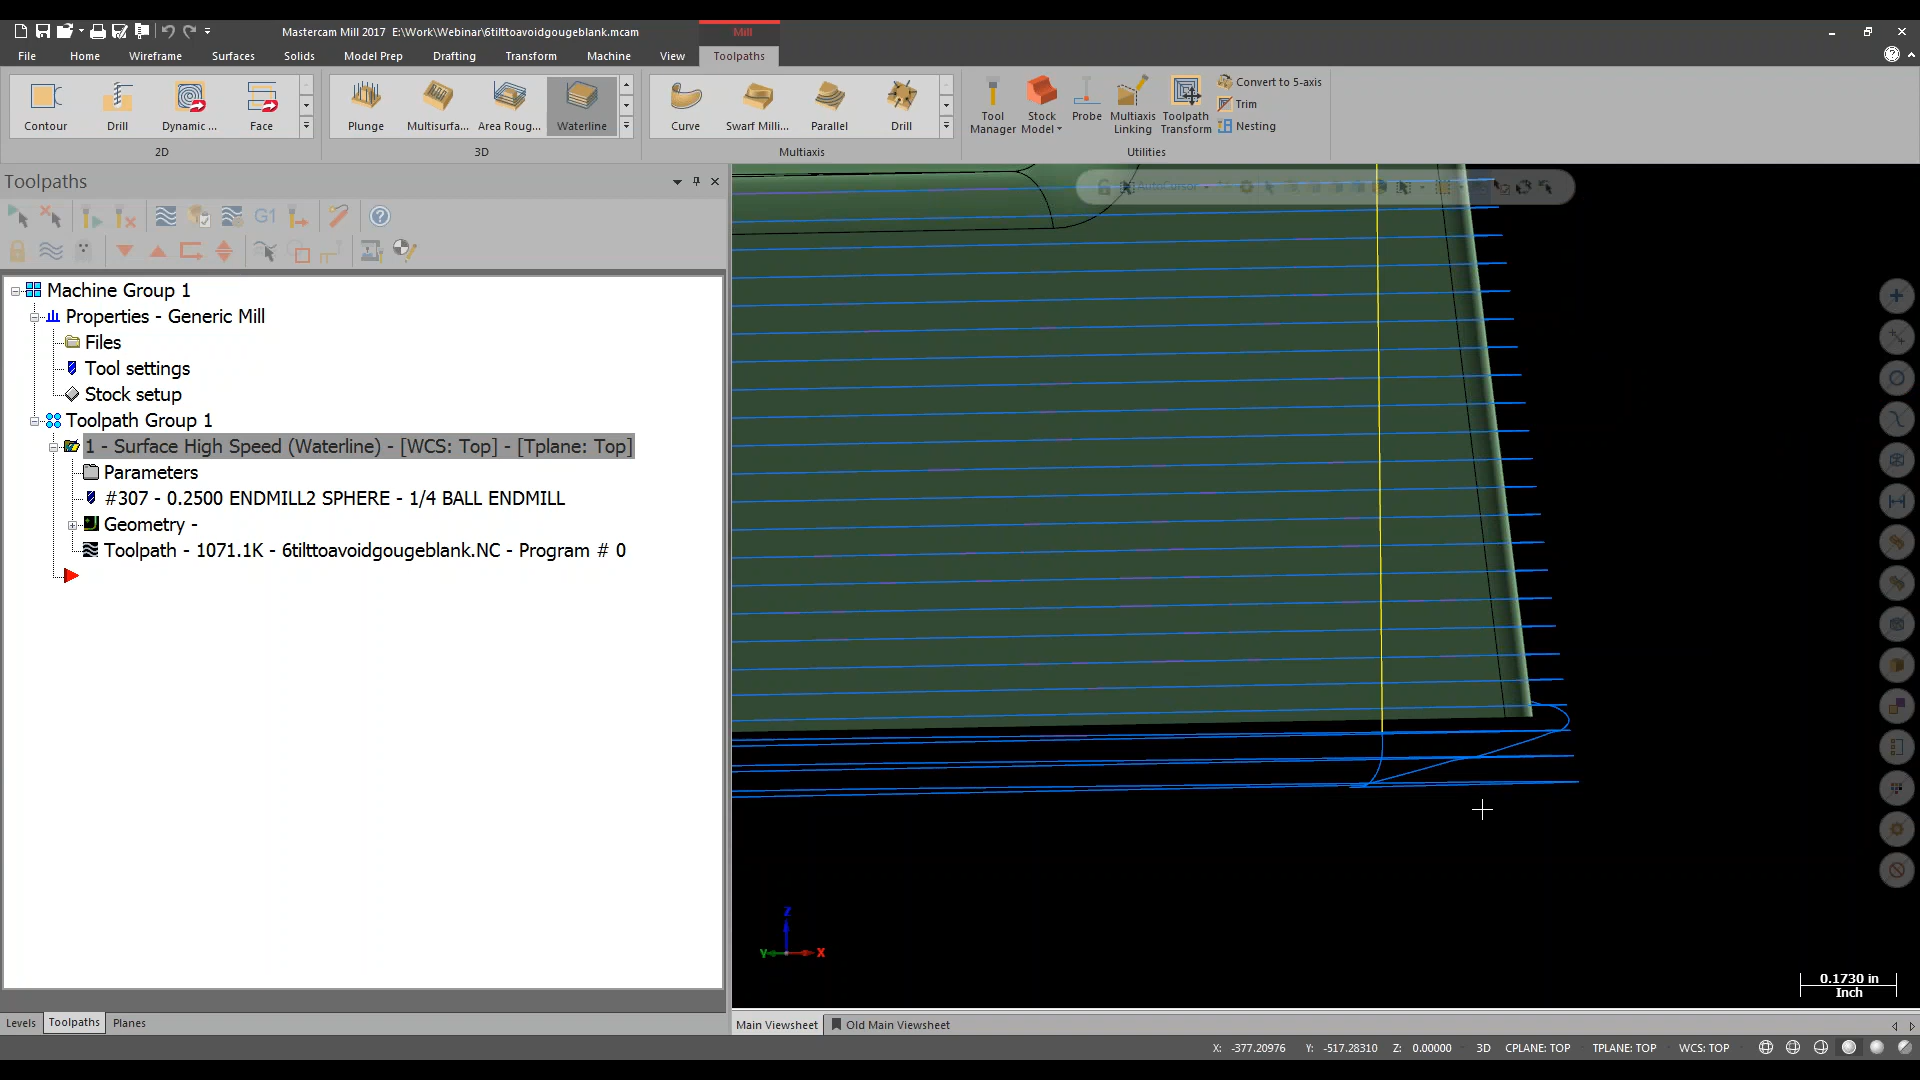 Mastercam Mill 2017  E:\Work\Webinar\6tilttoavoidgougeblank.mcam
Mill
File
Home
Wireframe
Surfaces
Solids
Model Prep
Drafting
Transform
Machine
View
Toolpaths
Contour
Drill
Dynamic ...
Face
Plunge
Multisurfa...
Area Roug...
Waterline
Curve
Swarf Milli...
Parallel
Drill
Tool Manager
Stock Model
Probe
Multiaxis Linking
Toolpath Transform
Convert to 5-axis
Trim
Nesting
2D
3D
Multiaxis
Utilities
Toolpaths
AutoCursor
G1
Machine Group 1
Properties - Generic Mill
Files
Tool settings
Stock setup
Toolpath Group 1
1 - Surface High Speed (Waterline) - [WCS: Top] - [Tplane: Top]
Parameters
#307 - 0.2500 ENDMILL2 SPHERE - 1/4 BALL ENDMILL
Geometry -
Toolpath - 1071.1K - 6tilttoavoidgougeblank.NC - Program # 0
Z
Y
X
0.1730 in
Inch
Levels
Toolpaths
Planes
Main Viewsheet
Old Main Viewsheet
X: -377.20976
Y: -517.28310
Z: 0.00000
3D
CPLANE: TOP
TPLANE: TOP
WCS: TOP